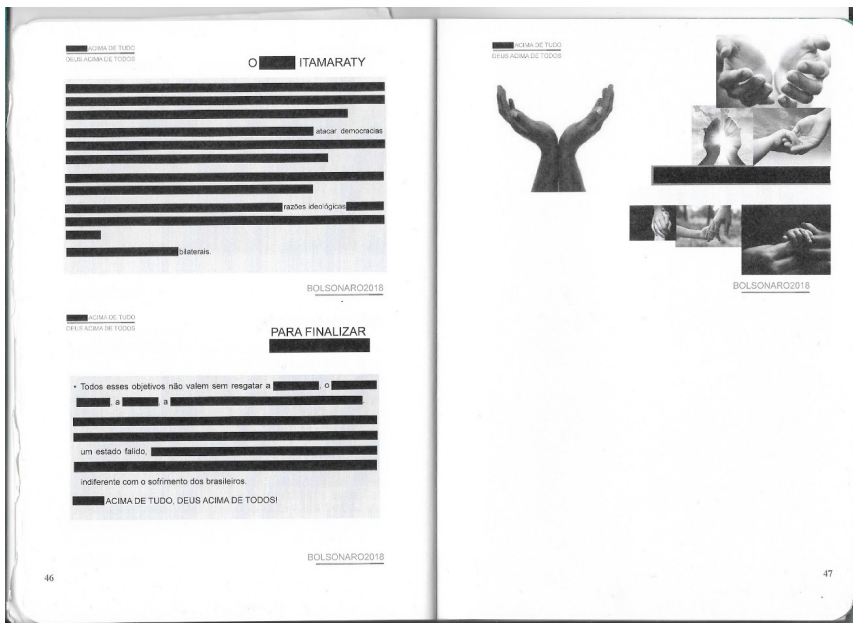 ACIMA DE TUDO
DEUS ACIMA DE TODOS
O ITAMARATY
atacar democracias
razões ideológicas
bilaterais.
BOLSONARO2018
ACIMA DE TUDO
DEUS ACIMA DE TODOS
PARA FINALIZAR
• Todos esses objetivos não valem sem resgatar a , o
, a , a
um estado falido,
indiferente com o sofrimento dos brasileiros.
ACIMA DE TUDO, DEUS ACIMA DE TODOS!
BOLSONARO2018
46
ACIMA DE TUDO
DEUS ACIMA DE TODOS
BOLSONARO2018
47